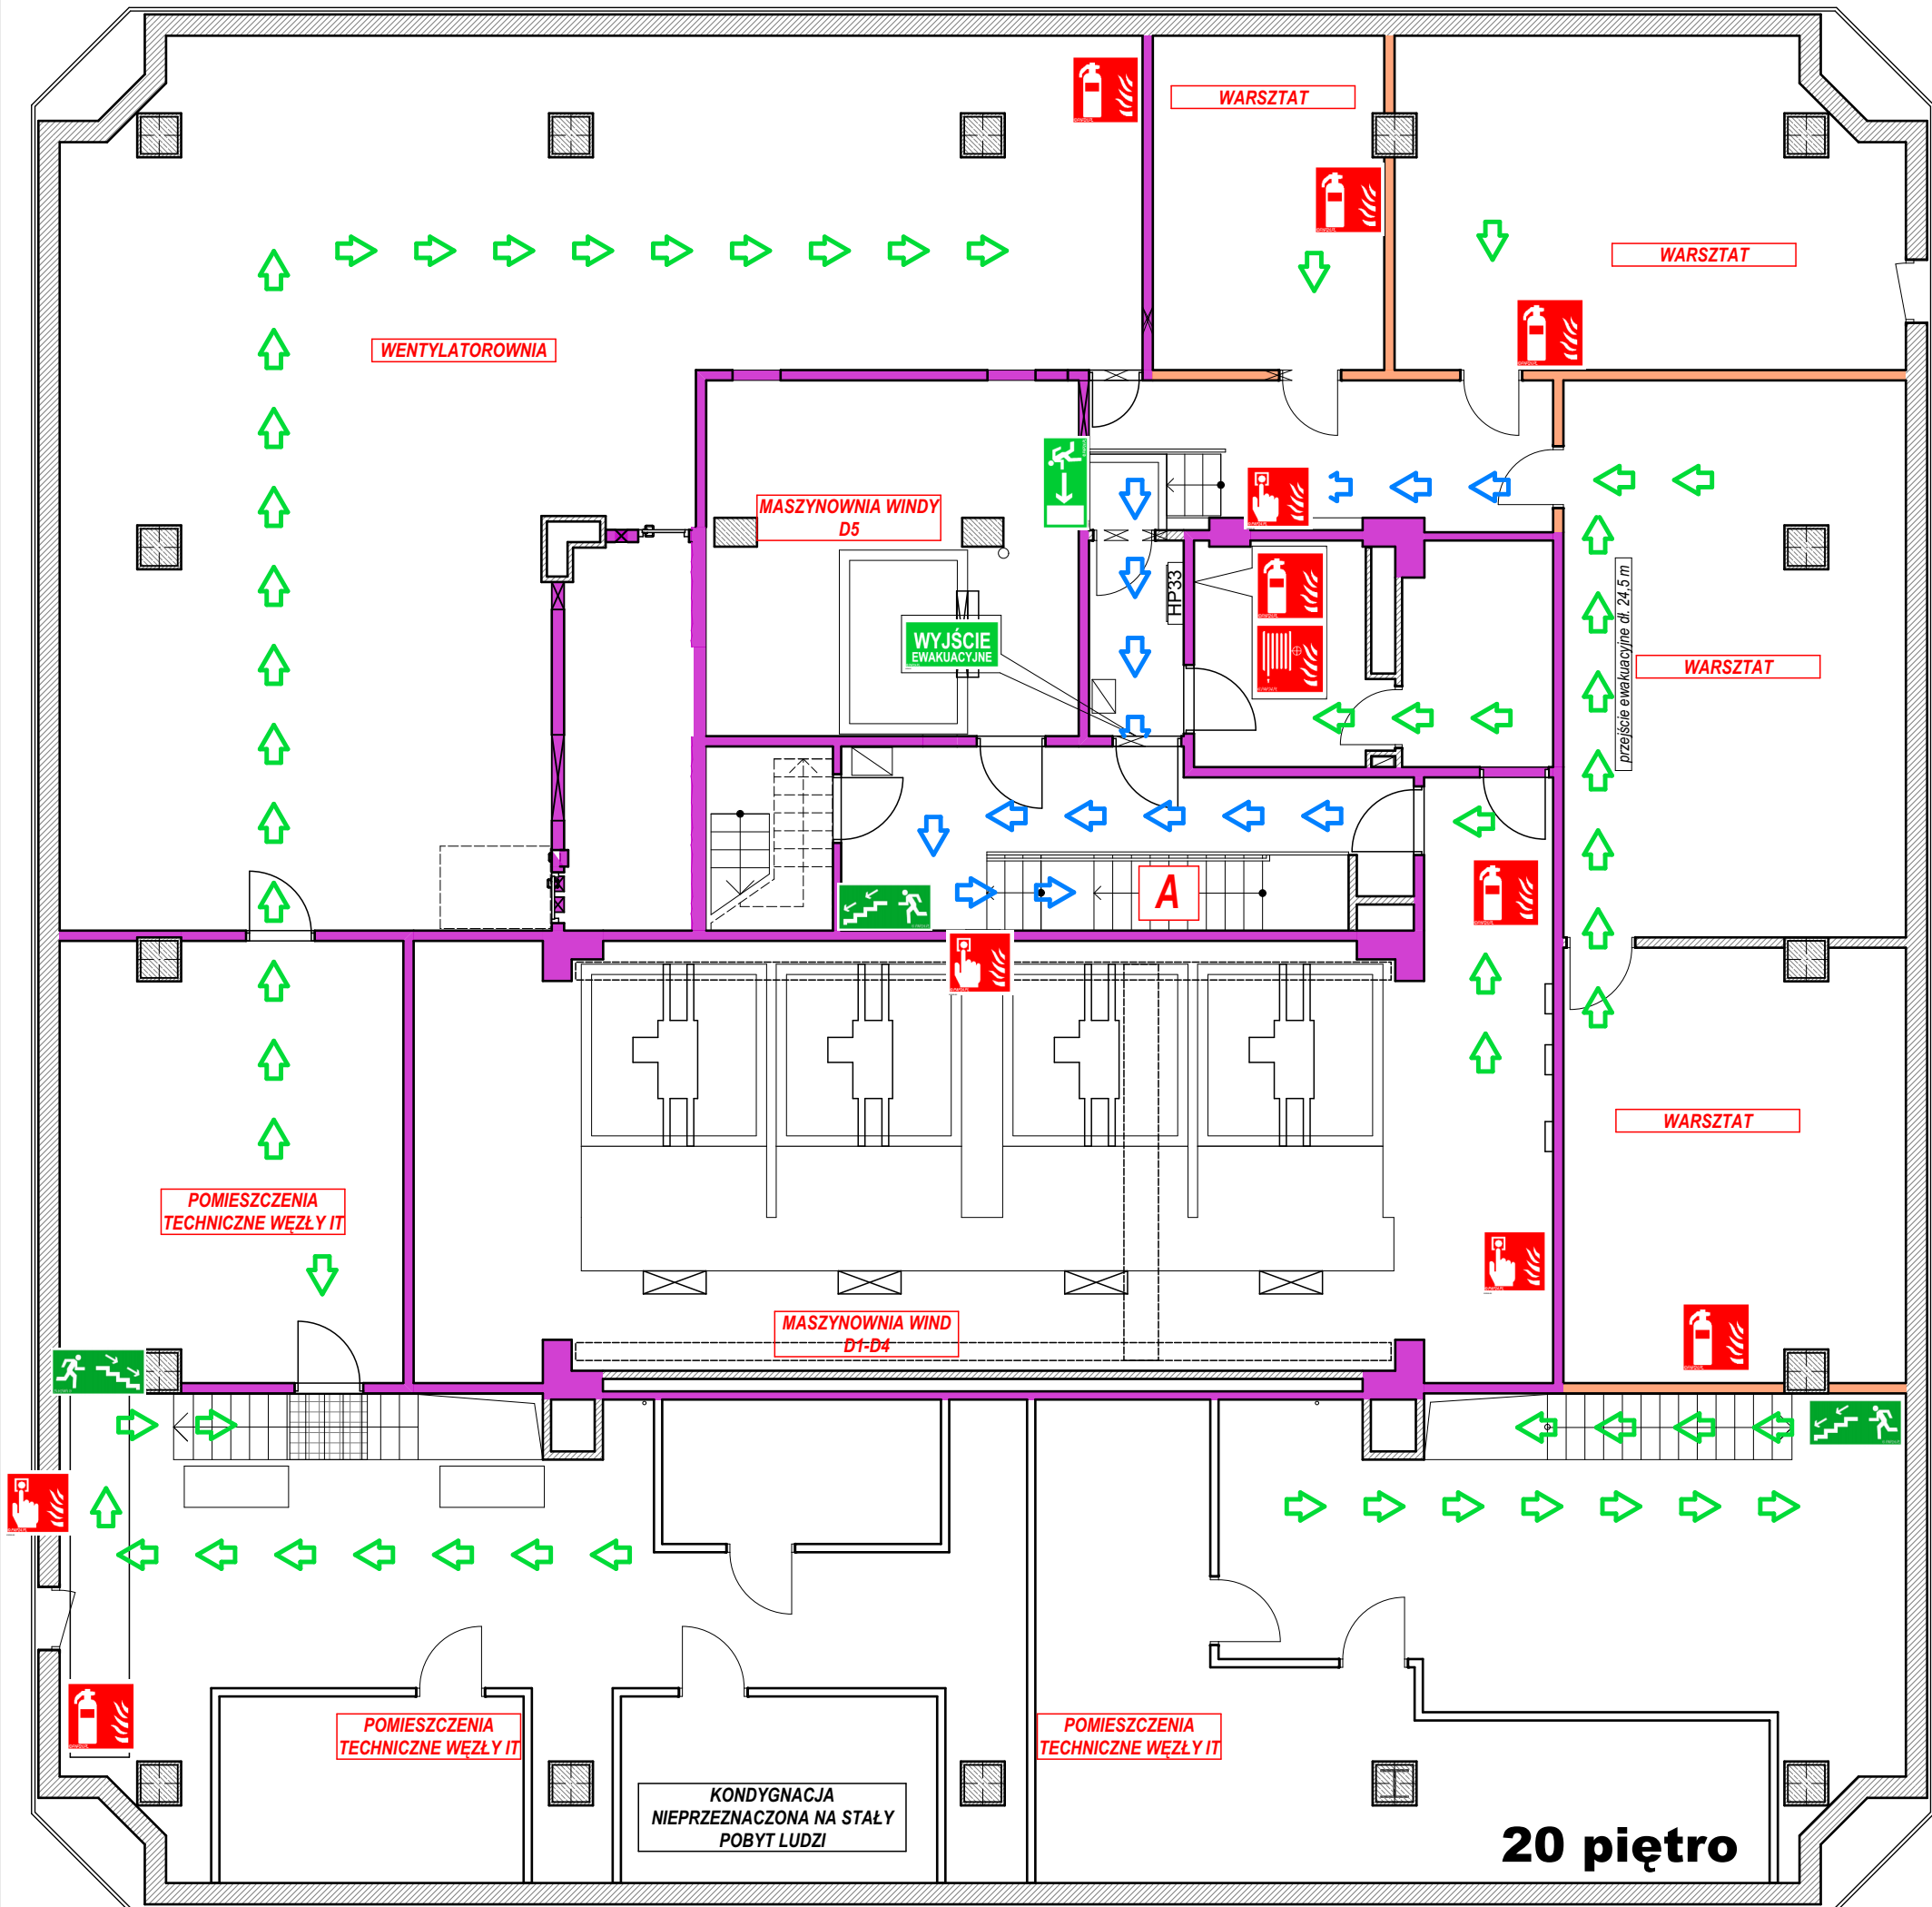 WARSZTAT
WARSZTAT
WENTYLATOROWNIA
MASZYNOWNIA WINDY
D5
HP33
WYJŚCIE
EWAKUACYJNE
przejście ewakuacyjne dł. 24,5 m
WARSZTAT
A
WARSZTAT
POMIESZCZENIA
TECHNICZNE WĘZŁY IT
MASZYNOWNIA WIND
D1-D4
POMIESZCZENIA
TECHNICZNE WĘZŁY IT
POMIESZCZENIA
TECHNICZNE WĘZŁY IT
KONDYGNACJA
NIEPRZEZNACZONA NA STAŁY
POBYT LUDZI
20 piętro